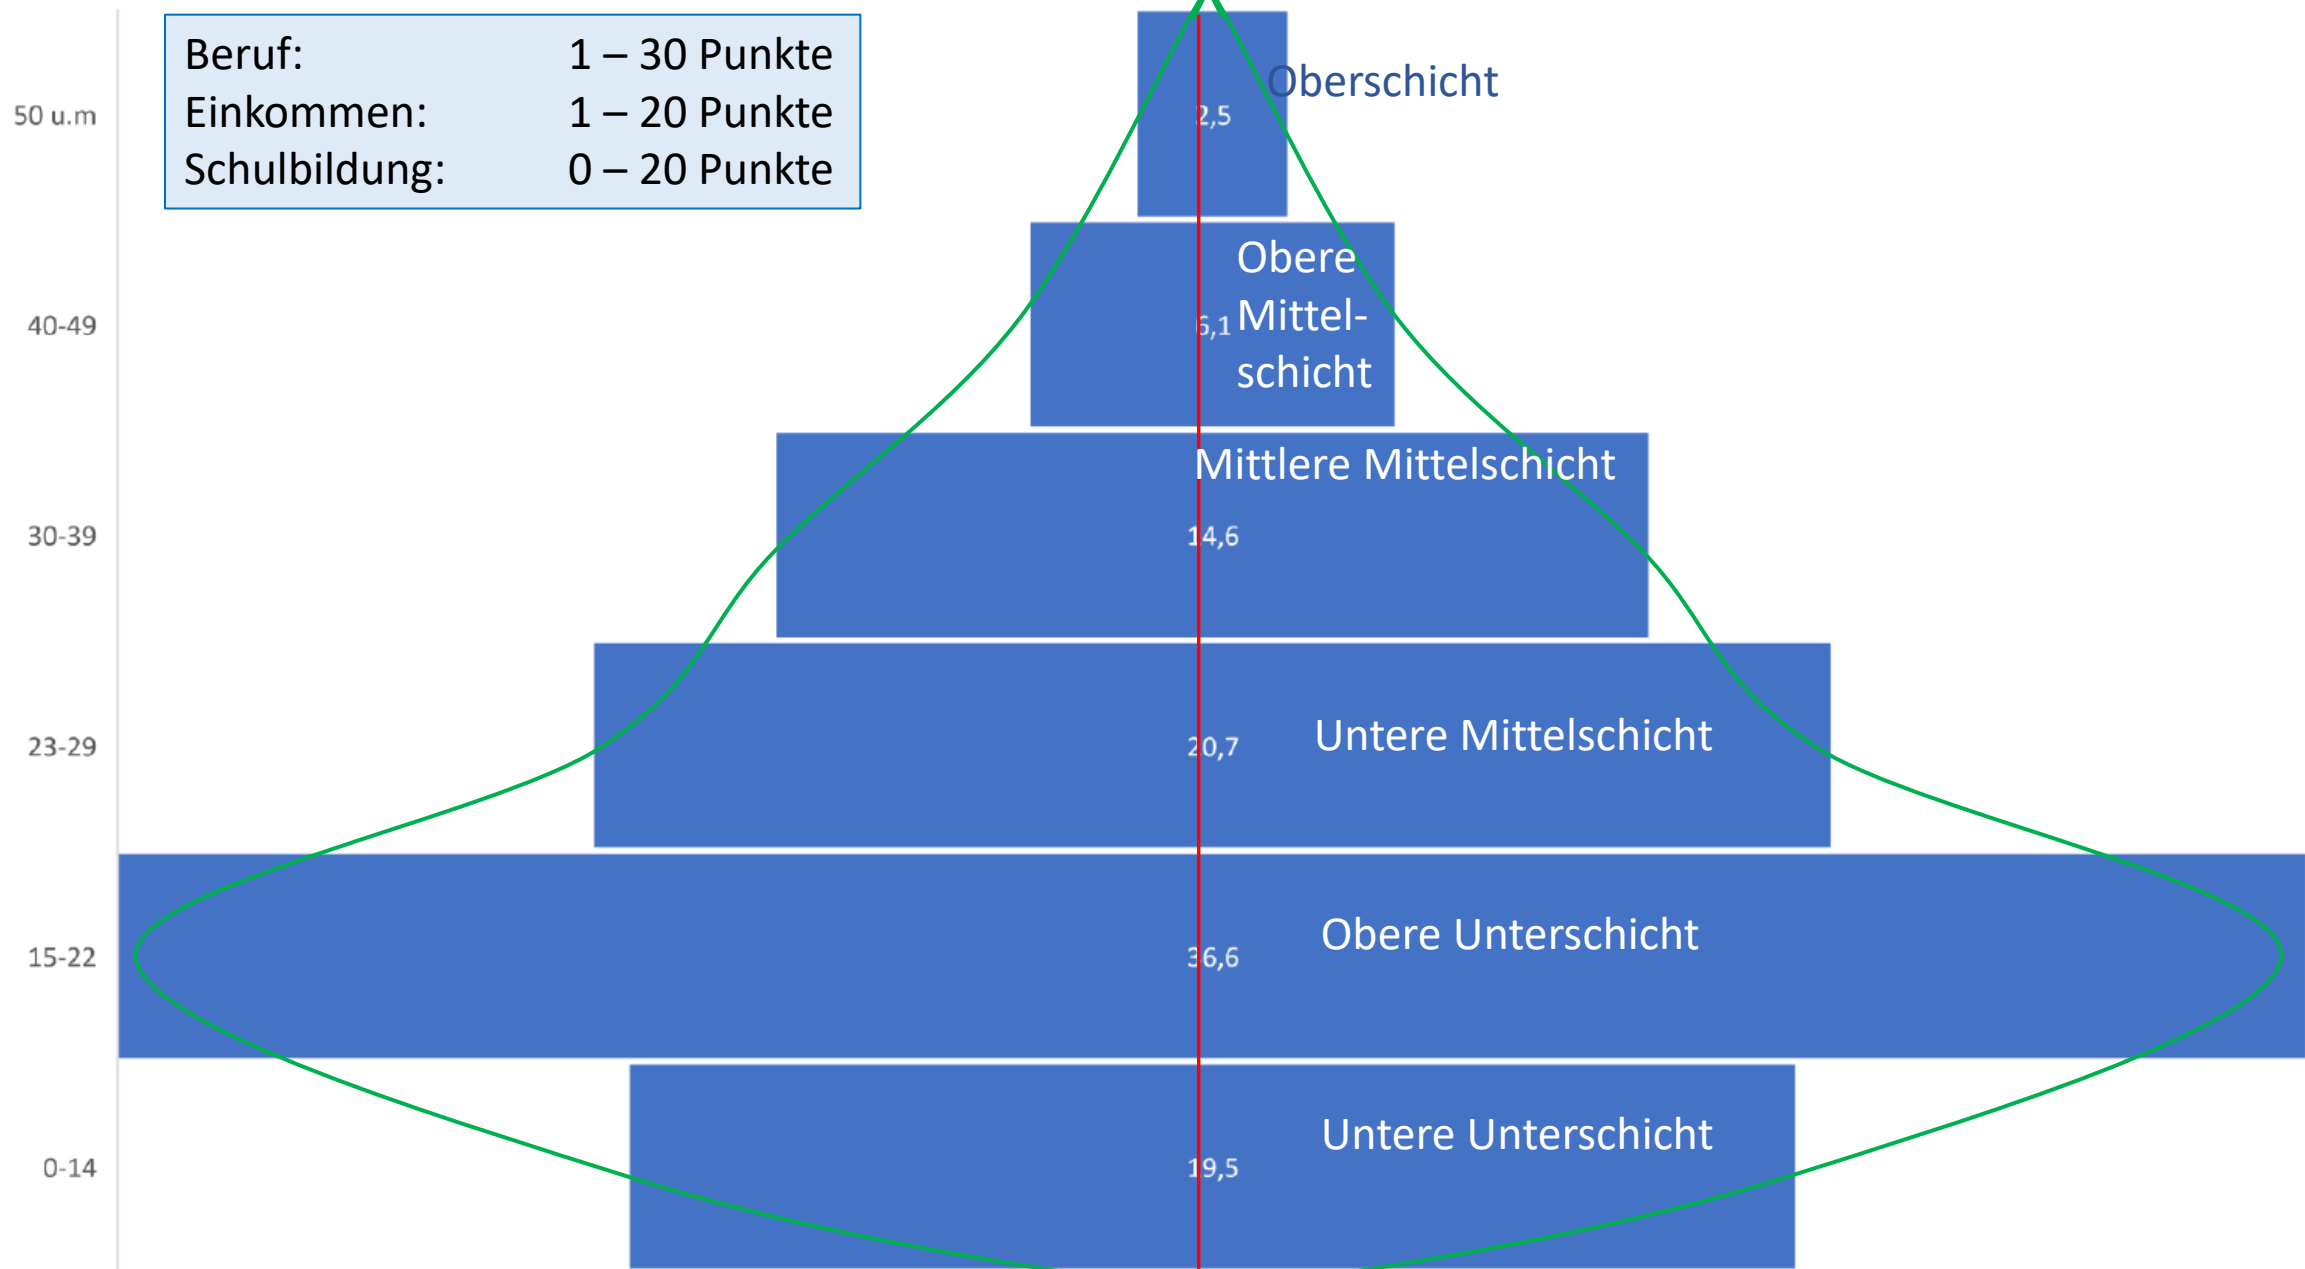 Beruf: 1 – 30 Punkte
Einkommen: 1 – 20 Punkte
Schulbildung: 0 – 20 Punkte
Oberschicht
50 u.m
2,5
Obere
Mittel-
schicht
40-49
6,1
Mittlere Mittelschicht
30-39
14,6
Untere Mittelschicht
23-29
20,7
Obere Unterschicht
15-22
36,6
Untere Unterschicht
0-14
19,5